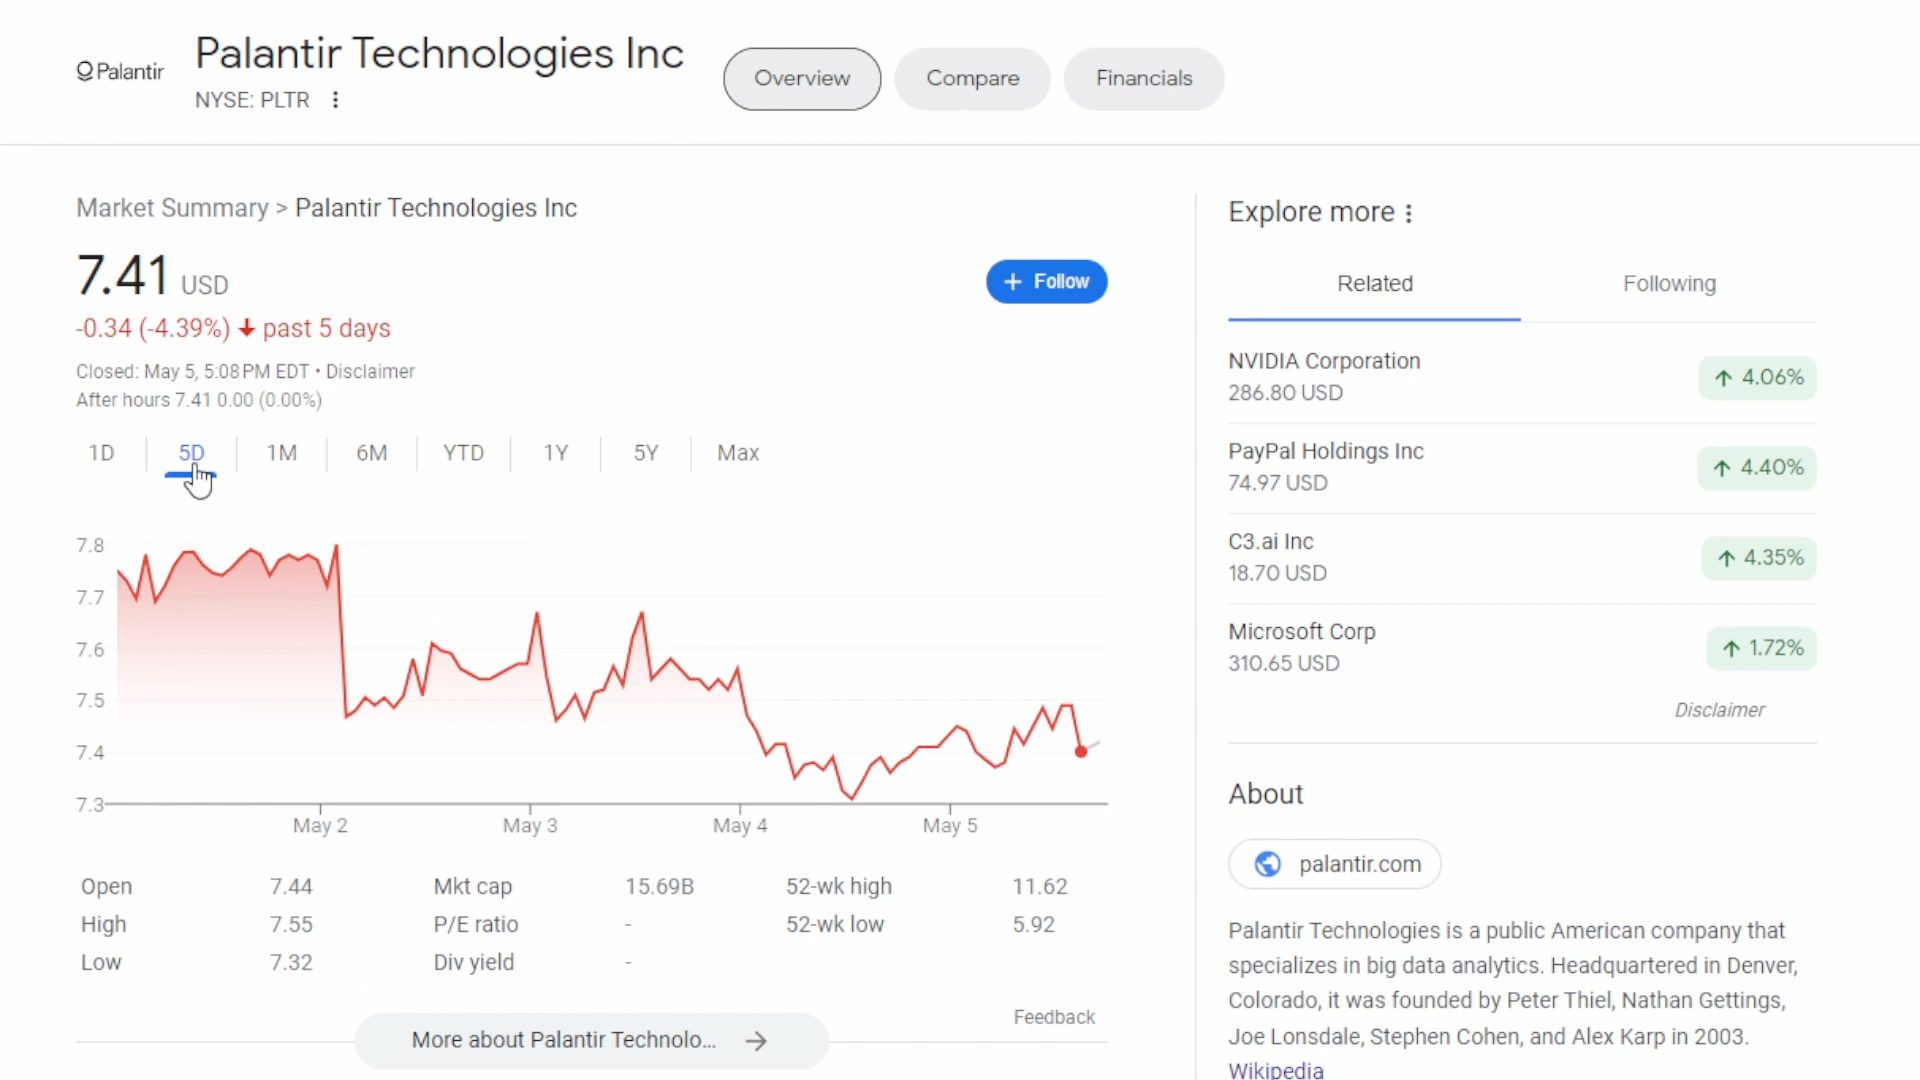 Palantir
Palantir Technologies Inc
NYSE: PLTR
Overview
Compare
Financials
Market Summary > Palantir Technologies Inc
7.41 USD
+ Follow
-0.34 (-4.39%) ↓ past 5 days
Closed: May 5, 5:08 PM EDT • Disclaimer
After hours 7.41 0.00 (0.00%)
1D 5D 1M 6M YTD 1Y 5Y Max
7.8
7.7
7.6
7.5
7.4
7.3
May 2 May 3 May 4 May 5
Open 7.44 Mkt cap 15.69B 52-wk high 11.62
High 7.55 P/E ratio - 52-wk low 5.92
Low 7.32 Div yield -
Feedback
More about Palantir Technolo... →
Explore more
Related Following
NVIDIA Corporation
286.80 USD
↑ 4.06%
PayPal Holdings Inc
74.97 USD
↑ 4.40%
C3.ai Inc
18.70 USD
↑ 4.35%
Microsoft Corp
310.65 USD
↑ 1.72%
Disclaimer
About
palantir.com
Palantir Technologies is a public American company that
specializes in big data analytics. Headquartered in Denver,
Colorado, it was founded by Peter Thiel, Nathan Gettings,
Joe Lonsdale, Stephen Cohen, and Alex Karp in 2003.
Wikipedia